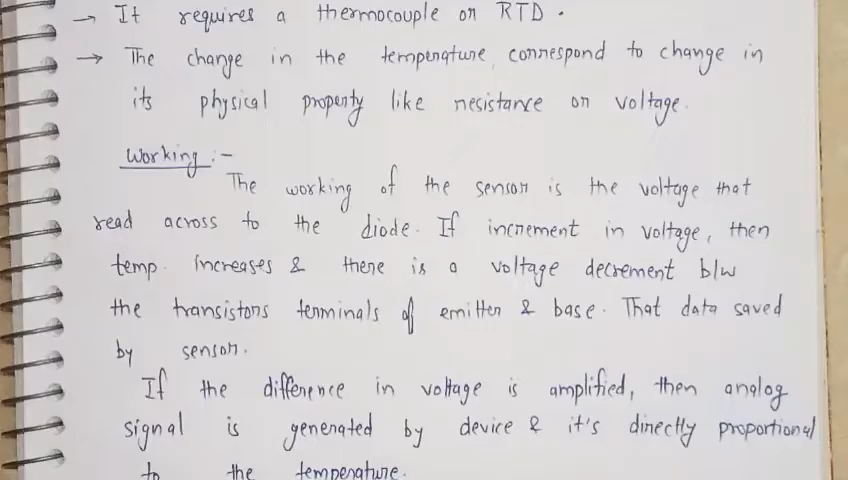 → It requires a thermocouple or RTD.
→ The change in the temperature correspond to change in
its physical property like resistance or voltage.
Working :-
The working of the sensor is the voltage that
read across to the diode. If increment in voltage, then
temp. increases & there is a voltage decrement b/w
the transistors terminals of emitter & base. That data saved
by sensor.
If the difference in voltage is amplified, then analog
signal is generated by device & it's directly proportional
to the temperature.